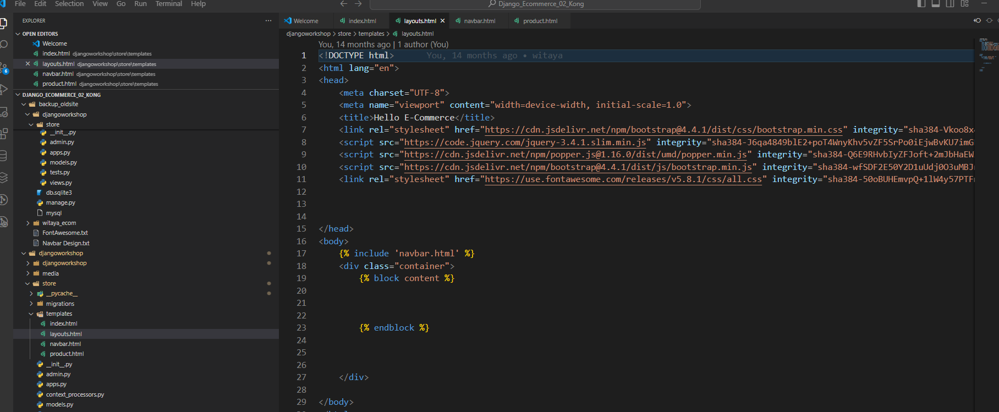 File Edit Selection View Go Run Terminal Help
Django_Ecommerce_02_Kong
EXPLORER
OPEN EDITORS
Welcome
index.html djangoworkshop\store\templates
layouts.html djangoworkshop\store\templates
navbar.html djangoworkshop\store\templates
product.html djangoworkshop\store\templates
DJANGO_ECOMMERCE_02_KONG
backup_oldsite
djangoworkshop
store
__init__.py
admin.py
apps.py
models.py
tests.py
views.py
db.sqlite3
manage.py
mysql
witaya_ecom
FontAwesome.txt
Navbar Design.txt
djangoworkshop
djangoworkshop
media
store
__pycache__
migrations
templates
index.html
layouts.html
navbar.html
product.html
__init__.py
admin.py
apps.py
context_processors.py
models.py
6
Welcome index.html layouts.html navbar.html product.html
djangoworkshop > store > templates > layouts.html
You, 14 months ago | 1 author (You)
1 <!DOCTYPE html> You, 14 months ago • witaya
2 <html lang="en">
3 <head>
4 <meta charset="UTF-8">
5 <meta name="viewport" content="width=device-width, initial-scale=1.0">
6 <title>Hello E-Commerce</title>
7 <link rel="stylesheet" href="https://cdn.jsdelivr.net/npm/bootstrap@4.4.1/dist/css/bootstrap.min.css" integrity="sha384-Vkoo8x
8 <script src="https://code.jquery.com/jquery-3.4.1.slim.min.js" integrity="sha384-J6qa4849blE2+poT4WnyKhv5vZF5SrPo0iEjwBvKU7imG
9 <script src="https://cdn.jsdelivr.net/npm/popper.js@1.16.0/dist/umd/popper.min.js" integrity="sha384-Q6E9RHvbIyZFJoft+2mJbHaEW
10 <script src="https://cdn.jsdelivr.net/npm/bootstrap@4.4.1/dist/js/bootstrap.min.js" integrity="sha384-wfSDF2E50Y2D1uUdj0O3uMBJ
11 <link rel="stylesheet" href="https://use.fontawesome.com/releases/v5.8.1/css/all.css" integrity="sha384-50oBUHEmvpQ+1lW4y57PTF
12
13
14
15 </head>
16 <body>
17 {% include 'navbar.html' %}
18 <div class="container">
19 {% block content %}
20
21
22
23 {% endblock %}
24
25
26
27 </div>
28
29 </body>